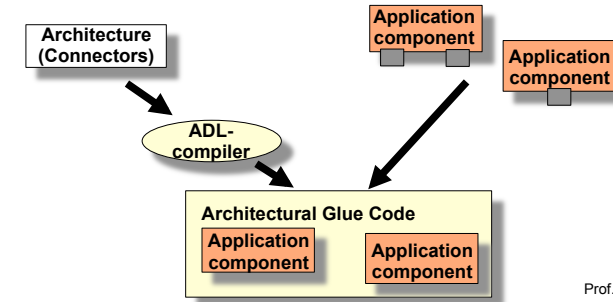 Architecture
(Connectors)
Application
component
Application
component
ADL-
compiler
Architectural Glue Code
Application
component
Application
component
Prof.